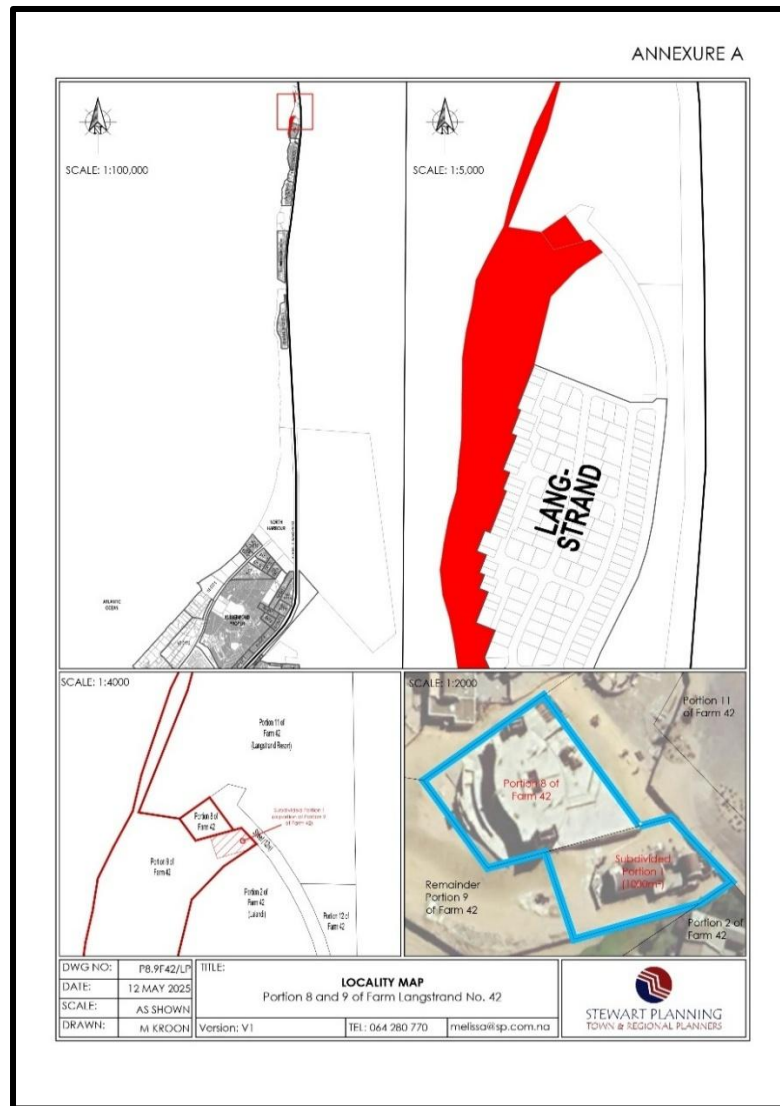 ANNEXURE A
SCALE: 1:100,000
NORTH
HARBOUR
ATLANTIC
OCEAN
SCALE: 1:5,000
LANG-
STRAND
SCALE: 1:4000
Portion 11 of
Farm 42
(Langstrand Resort)
Portion 8 of
Farm 42
Subdivided Portion 1
of Farm 42)
Street (12m)
Portion 9 of
Farm 42
Portion 2 of
Farm 42
Portion 12 of
Farm 42
SCALE: 1:2000
Portion 11
of Farm 42
Portion 8 of
Farm 42
Subdivided
Portion 1
(1000m²)
Remainder
Portion 9
of Farm 42
Portion 2 of
Farm 42
DWG NO: P8.9F42/LP
DATE: 12 MAY 2025
SCALE: AS SHOWN
DRAWN: M KROON
TITLE:
LOCALITY MAP
Portion 8 and 9 of Farm Langstrand No. 42
Version: V1
TEL: 064 280 770
melissa@sp.com.na
STEWART PLANNING
TOWN & REGIONAL PLANNERS